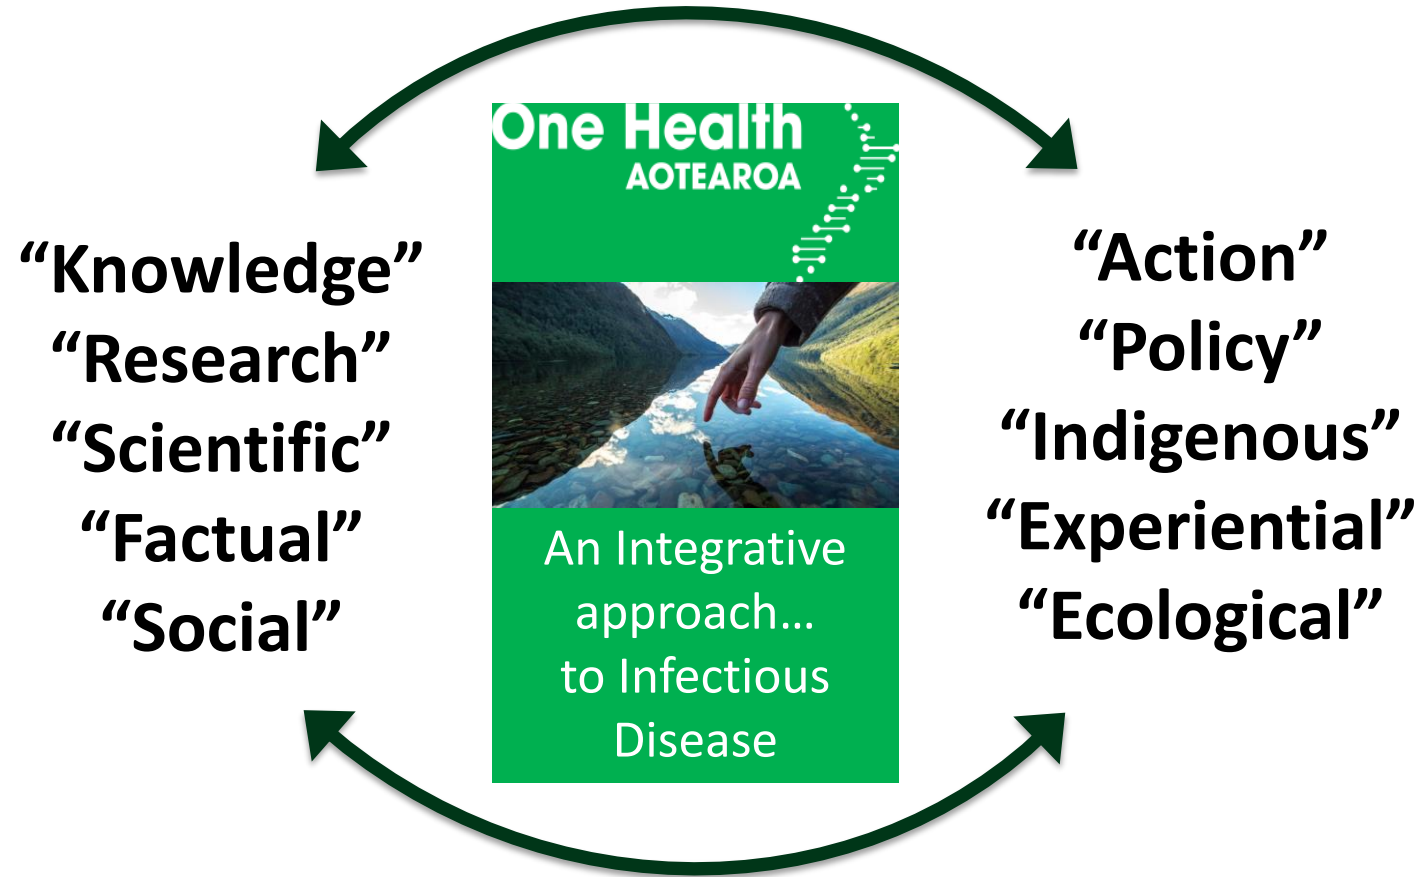 One Health
AOTEAROA
“Knowledge”
“Research”
“Scientific”
“Factual”
“Social”
An Integrative
approach...
to Infectious
Disease
“Action”
“Policy”
“Indigenous”
“Experiential”
“Ecological”